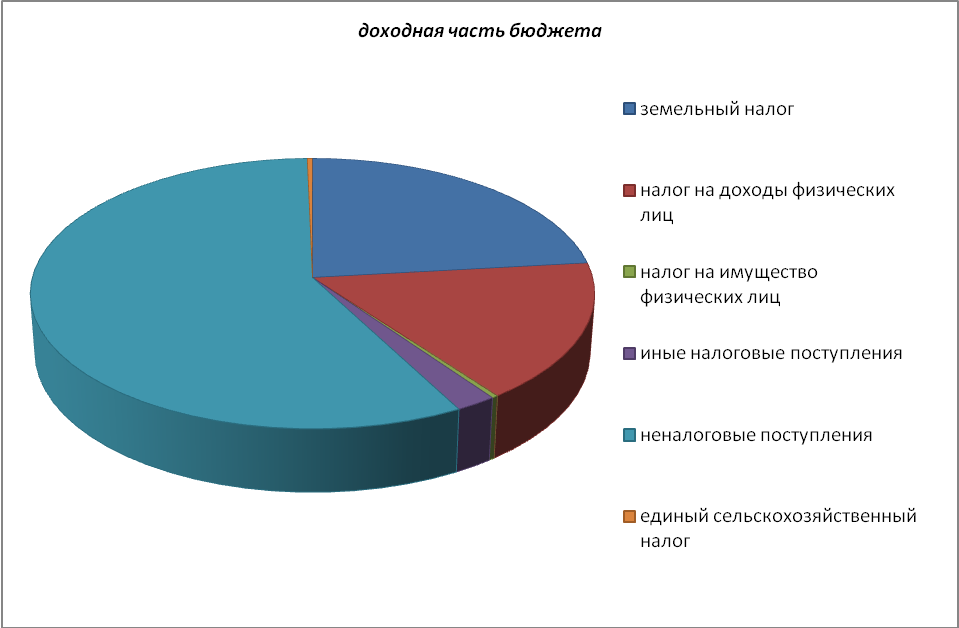 доходная часть бюджета
земельный налог
налог на доходы физических
лиц
налог на имущество
физических лиц
иные налоговые поступления
неналоговые поступления
единый сельскохозяйственный
налог